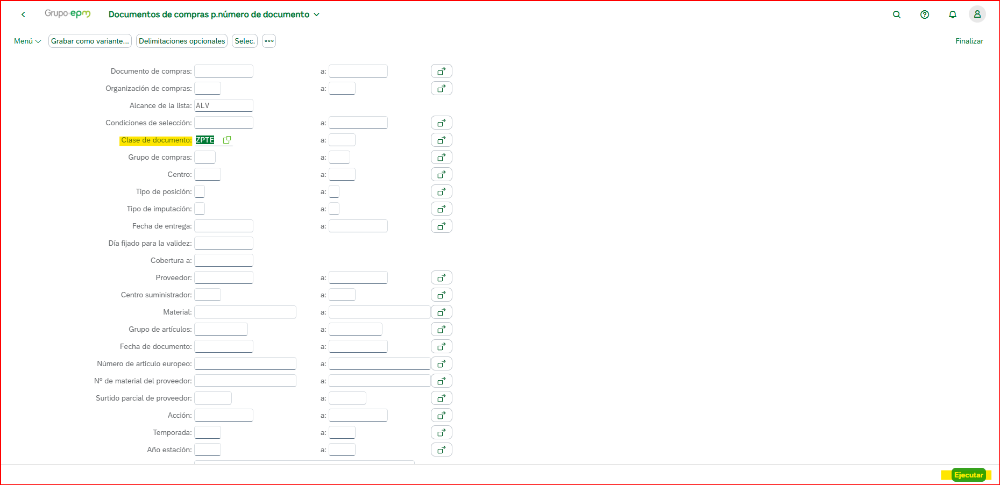 Grupo·epm Documentos de compras p.número de documento
Menú Grabar como variante... Delimitaciones opcionales Selec. Finalizar
Documento de compras: a:
Organización de compras: a:
Alcance de la lista: ALV
Condiciones de selección: a:
Clase de documento: ZPTE a:
Grupo de compras: a:
Centro: a:
Tipo de posición: a:
Tipo de imputación: a:
Fecha de entrega: a:
Día fijado para la validez:
Cobertura a:
Proveedor: a:
Centro suministrador: a:
Material: a:
Grupo de artículos: a:
Fecha de documento: a:
Número de artículo europeo: a:
Nº de material del proveedor: a:
Surtido parcial de proveedor: a:
Acción: a:
Temporada: a:
Año estación: a:
Ejecutar